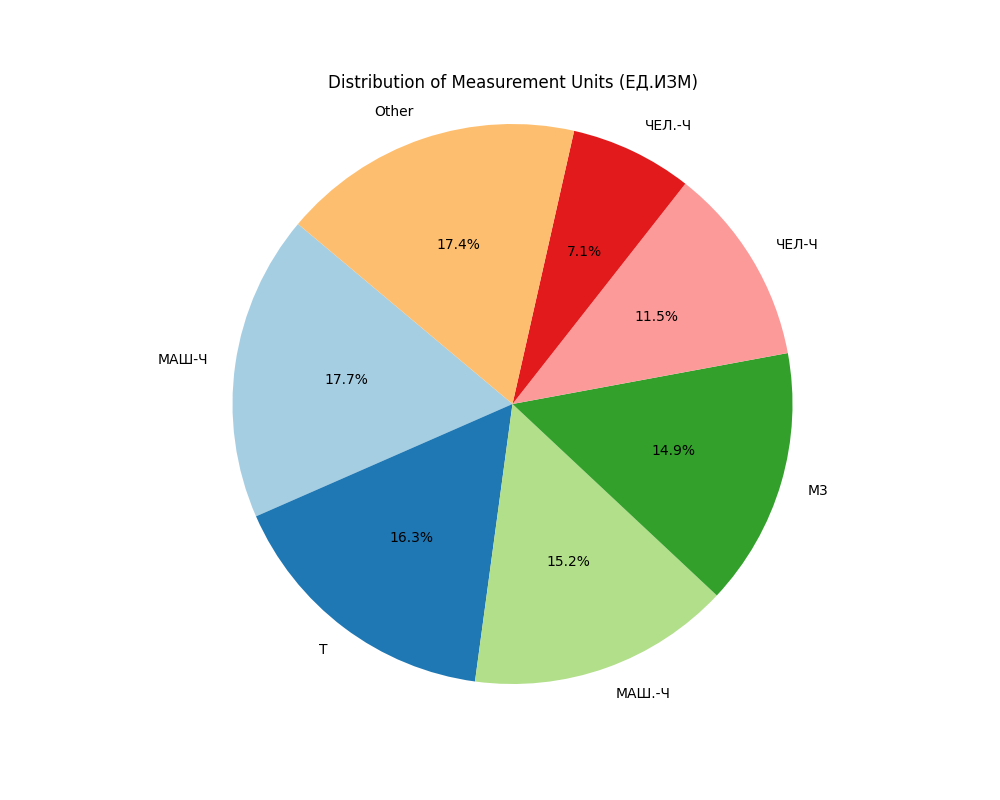 Distribution of Measurement Units (ЕД.ИЗМ)
Other
ЧЕЛ.-Ч
ЧЕЛ-Ч
17.4%
7.1%
11.5%
МАШ-Ч
17.7%
14.9%
М3
16.3%
15.2%
Т
МАШ.-Ч